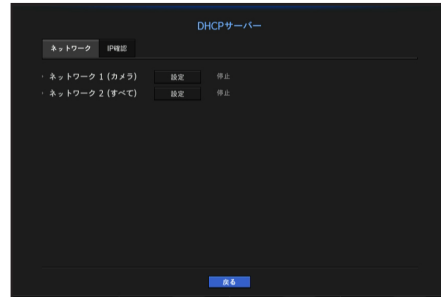 DHCPサーバー
ネットワーク IP確認
ネットワーク 1 (カメラ) 設定 停止
ネットワーク 2 (すべて) 設定 停止
戻る